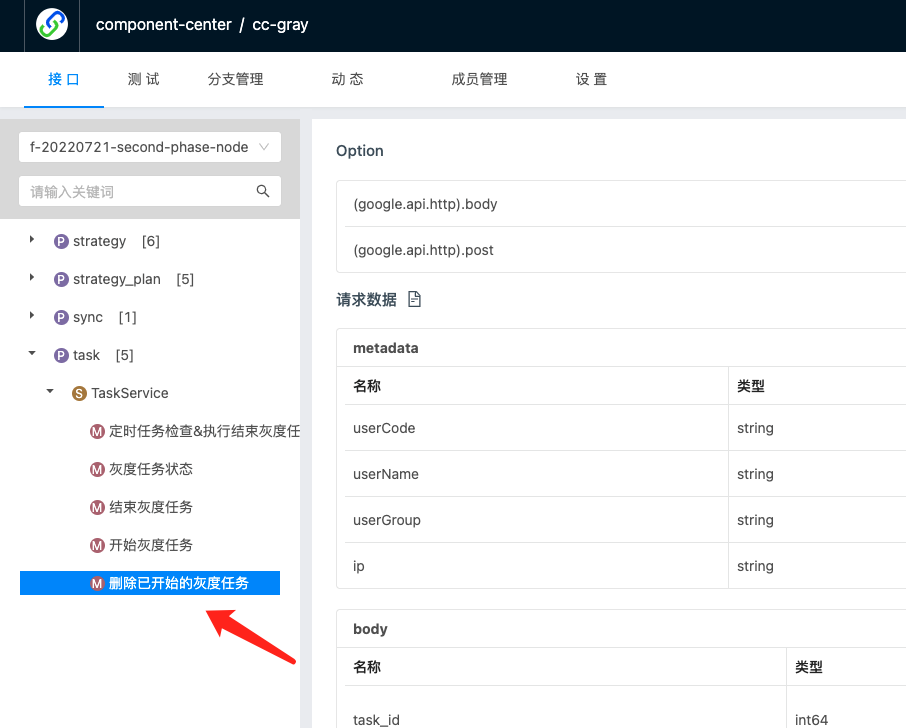 component-center / cc-gray
接 口 测 试 分支管理 动 态 成员管理 设 置
f-20220721-second-phase-node
请输入关键词
P strategy [6]
P strategy_plan [5]
P sync [1]
P task [5]
S TaskService
M 定时任务检查&执行结束灰度任
M 灰度任务状态
M 结束灰度任务
M 开始灰度任务
M 删除已开始的灰度任务
Option
(google.api.http).body
(google.api.http).post
请求数据
metadata
名称 类型
userCode string
userName string
userGroup string
ip string
body
名称 类型
task_id int64